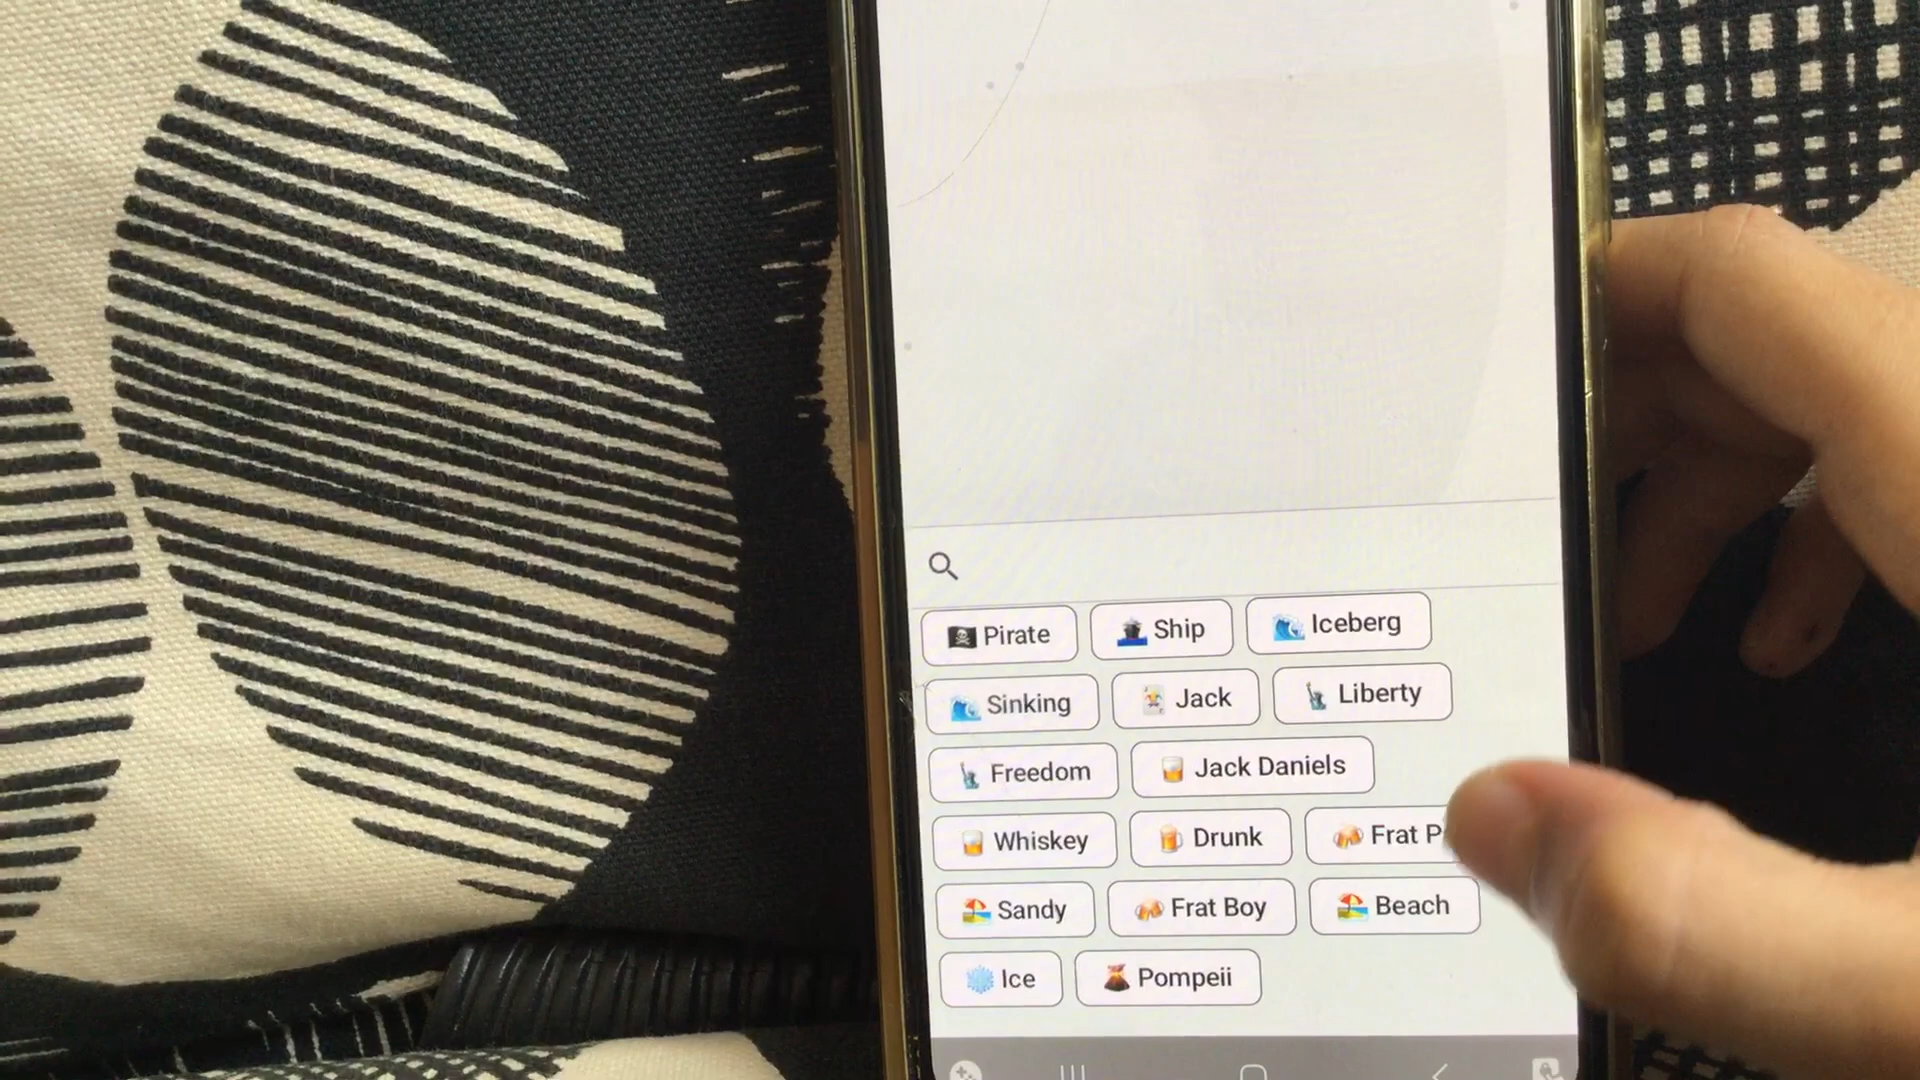 Pirate Ship Iceberg
Sinking Jack Liberty
Freedom Jack Daniels
Whiskey Drunk Frat
Sandy Frat Boy Beach
Ice Pompeii